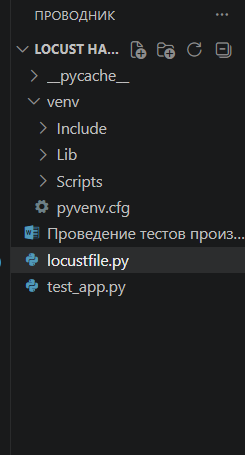 ПРОВОДНИК
LOCUST HA...
__pycache__
venv
Include
Lib
Scripts
pyvenv.cfg
Проведение тестов произ...
locustfile.py
test_app.py